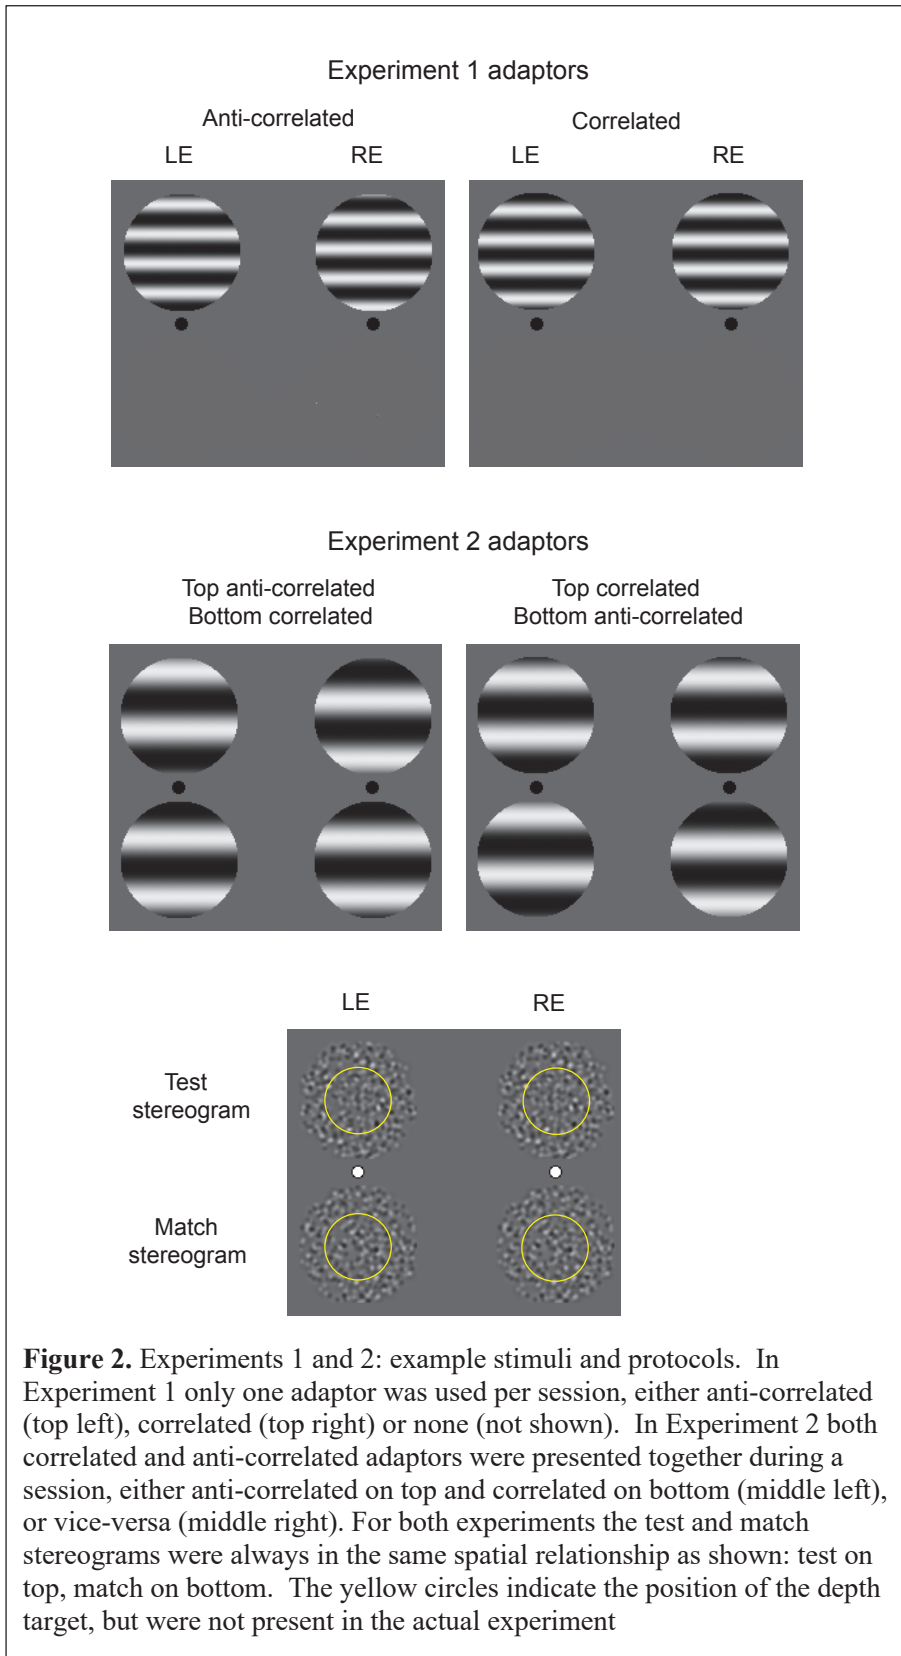 Experiment 1 adaptors
Anti-correlated
Correlated
LE
RE
LE
RE
Experiment 2 adaptors
Top anti-correlated
Bottom correlated
Top correlated
Bottom anti-correlated
LE
RE
Test
stereogram
Match
stereogram
Figure 2. Experiments 1 and 2: example stimuli and protocols.  In
Experiment 1 only one adaptor was used per session, either anti-correlated
(top left), correlated (top right) or none (not shown).  In Experiment 2 both
correlated and anti-correlated adaptors were presented together during a
session, either anti-correlated on top and correlated on bottom (middle left),
or vice-versa (middle right). For both experiments the test and match
stereograms were always in the same spatial relationship as shown: test on
top, match on bottom.  The yellow circles indicate the position of the depth
target, but were not present in the actual experiment